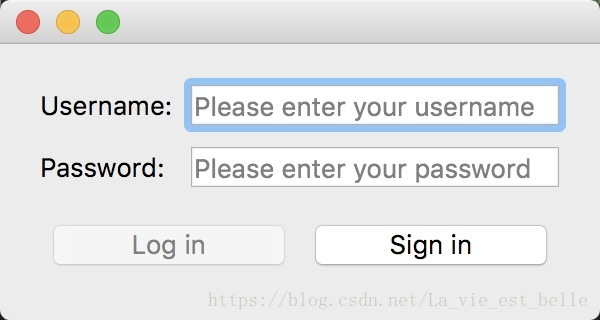 Username: Please enter your username
Password: Please enter your password
Log in Sign in
https://blog.csdn.net/La_vie_est_belle